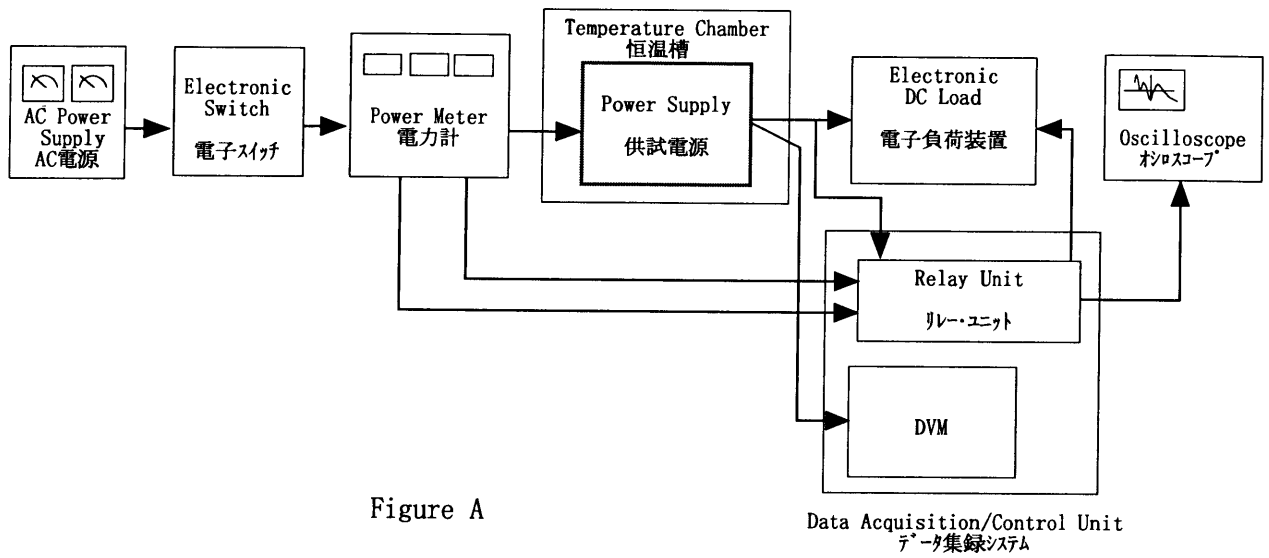 AC Power
Supply
AC電源
Electronic
Switch
電子スイッチ
Power Meter
電力計
Temperature Chamber
恒温槽
Power Supply
供試電源
Electronic
DC Load
電子負荷装置
Oscilloscope
オシロスコープ
Relay Unit
リレー・ユニット
DVM
Data Acquisition/Control Unit
データ集録システム
Figure A